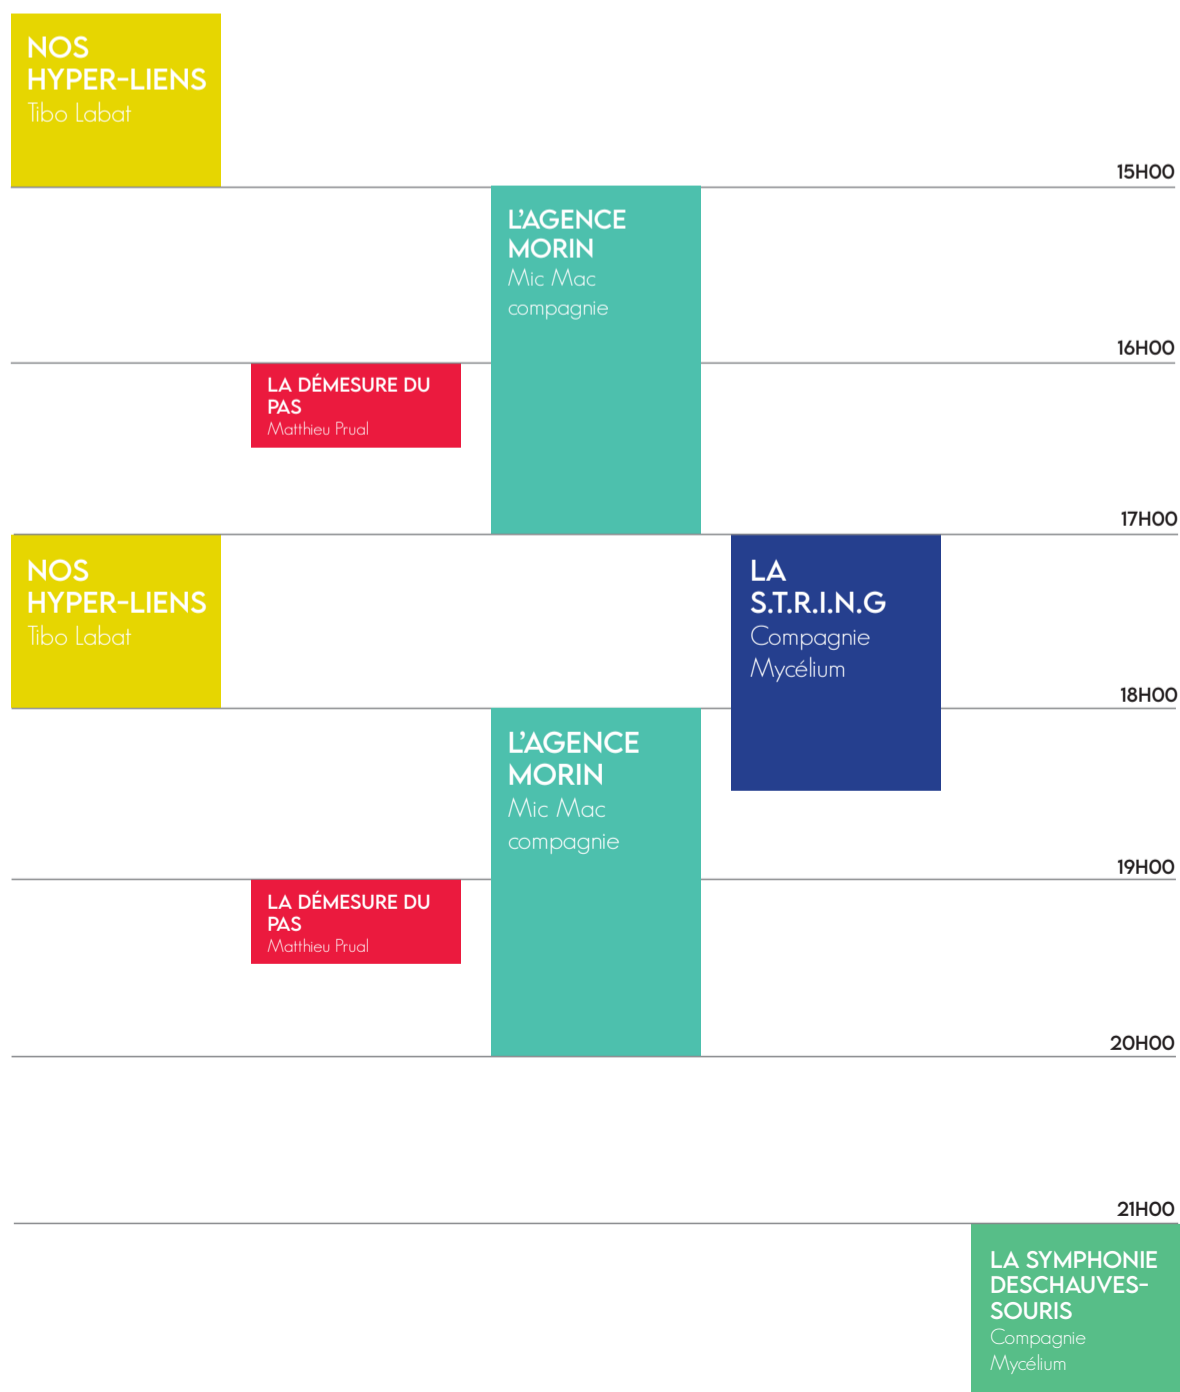 NOS
HYPER-LIENS
Tibo Labat
15H00
L'AGENCE
MORIN
Mic Mac
compagnie
16H00
LA DÉMESURE DU
PAS
Matthieu Prual
17H00
NOS
HYPER-LIENS
Tibo Labat
LA
S.T.R.I.N.G
Compagnie
Mycélium
18H00
L'AGENCE
MORIN
Mic Mac
compagnie
19H00
LA DÉMESURE DU
PAS
Matthieu Prual
20H00
21H00
LA SYMPHONIE
DESCHAUVES-
SOURIS
Compagnie
Mycélium